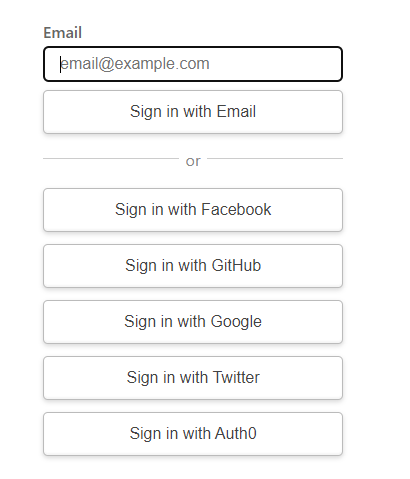 Email
email@example.com
Sign in with Email
or
Sign in with Facebook
Sign in with GitHub
Sign in with Google
Sign in with Twitter
Sign in with Auth0